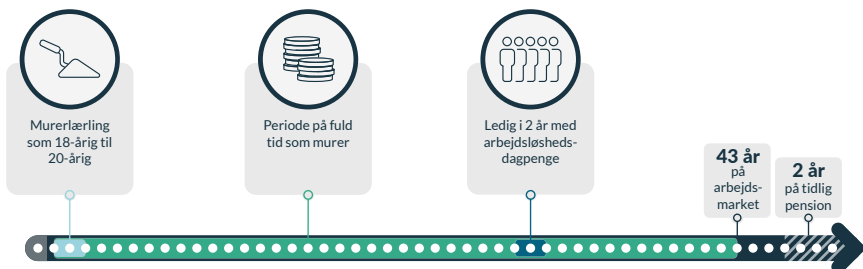 Murerlærling
som 18-årig til
20-årig
Periode på fuld
tid som murer
Ledig i 2 år med
arbejdsløsheds-
dagpenge
43 år
på
arbejds-
market
2 år
på tidlig
pension